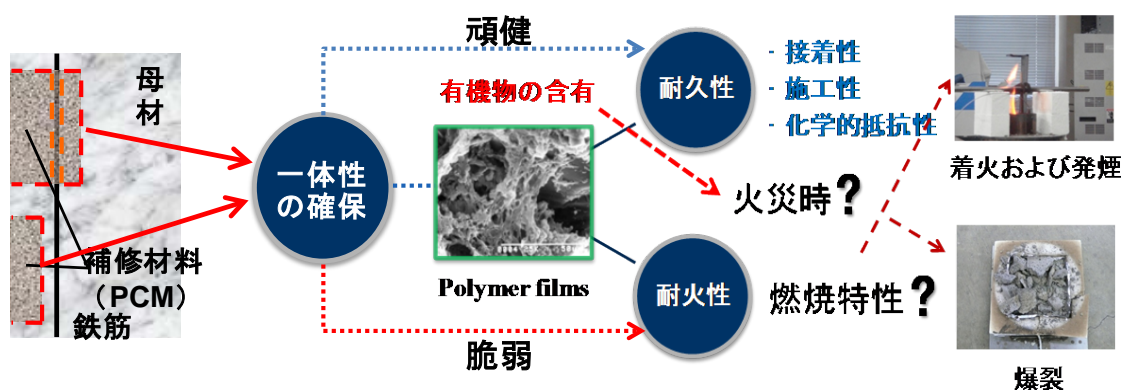 母
材
補修材料
（PCM）
鉄筋
一体性
の確保
頑健
有機物の含有
Polymer films
脆弱
耐久性
- 接着性
- 施工性
- 化学的抵抗性
火災時？
耐火性
燃焼特性？
着火および発煙
爆裂